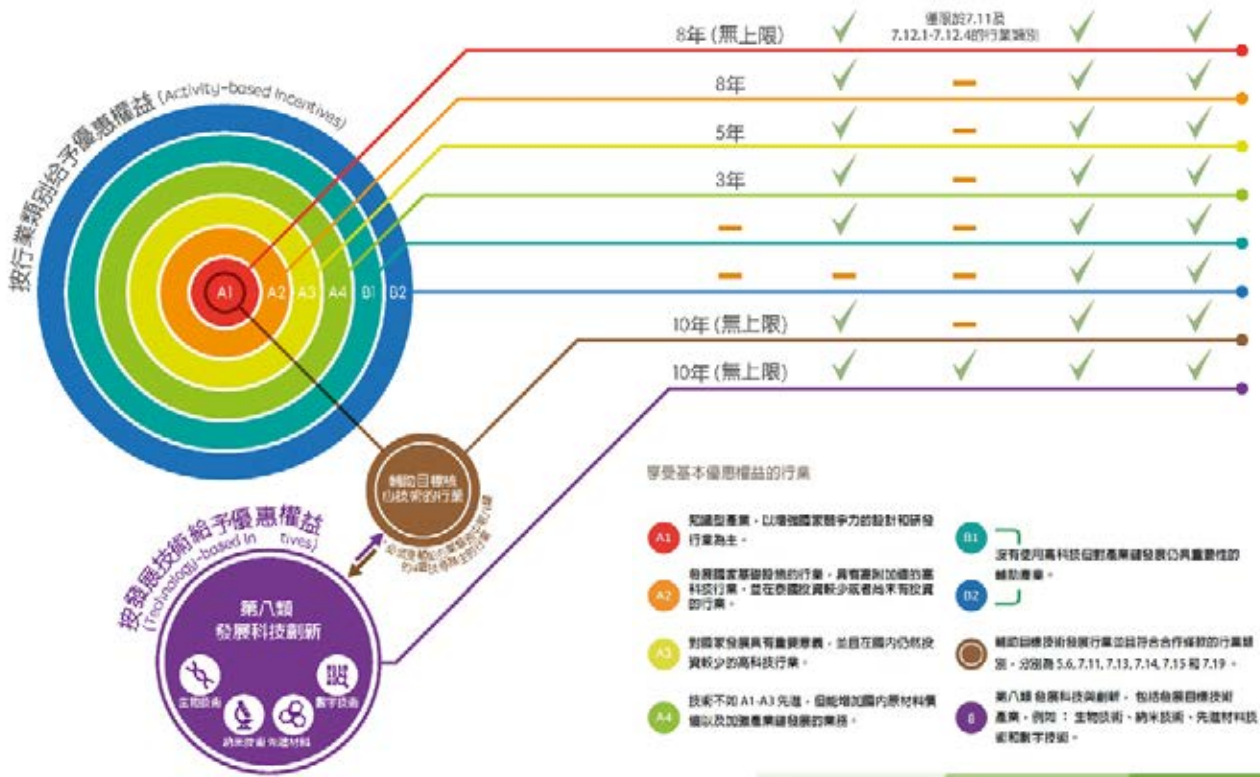 按行業類別給予優惠權益 (Activity-based Incentives)
A1 A2 A3 A4 B1 B2
8年 (無上限)
僅限於7.11及
7.12.1-7.12.4的行業類別
8年
5年
3年
10年 (無上限)
10年 (無上限)
輔助目標核
心技術的行業
按發展技術給予優惠權益
(Technology-based In tives)
第八類
發展科技創新
生物技術
納米技術
先進材料
數字技術
享受基本優惠權益的行業
A1
知識型產業，以增強國家競爭力的設計和研發
行業為主。
A2
發展國家基礎設施的行業，具有高附加值的高
科技行業，並在泰國投資較少或者尚未有投資
的行業。
A3
對國家發展具有重要意義，並且在國內仍然投
資較少的高科技行業。
A4
技術不如 A1-A3 先進，但能增加國內原材料價
值以及加強產業鏈發展的業務。
B1
B2
沒有使用高科技但對產業鏈發展仍具重要性的
輔助產業。
輔助目標技術發展行業並且符合合作條款的行業類
別，分別為 5.6, 7.11, 7.13, 7.14, 7.15 和 7.19 。
8
第八類 發展科技與創新，包括發展目標技術
產業，例如 ： 生物技術、納米技術、先進材料技
術和數字技術。